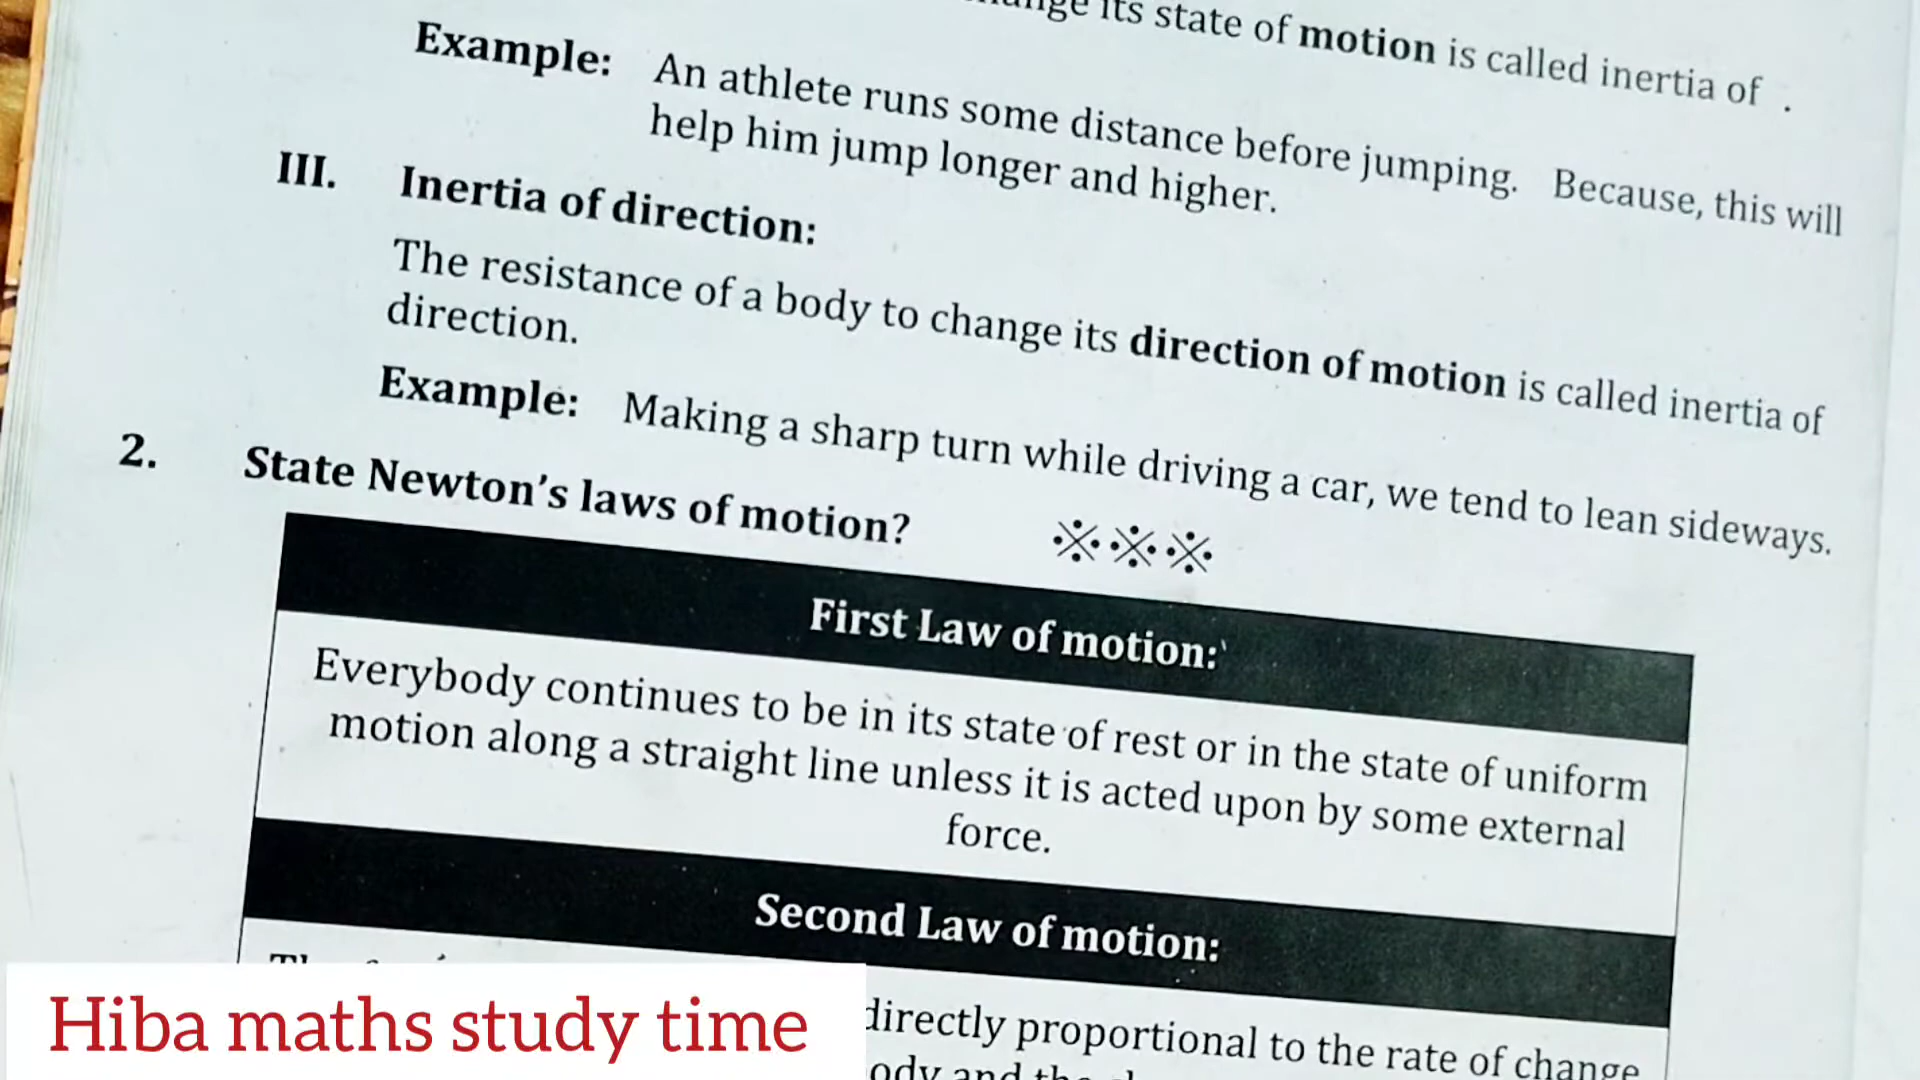 its state of motion is called inertia of .
Example: An athlete runs some distance before jumping. Because, this will
help him jump longer and higher.
III. Inertia of direction:
The resistance of a body to change its direction of motion is called inertia of
direction.
Example: Making a sharp turn while driving a car, we tend to lean sideways.
2. State Newton's laws of motion? ※※※
First Law of motion:
Everybody continues to be in its state of rest or in the state of uniform
motion along a straight line unless it is acted upon by some external
force.
Second Law of motion:
directly proportional to the rate of change
and
Hiba maths study time